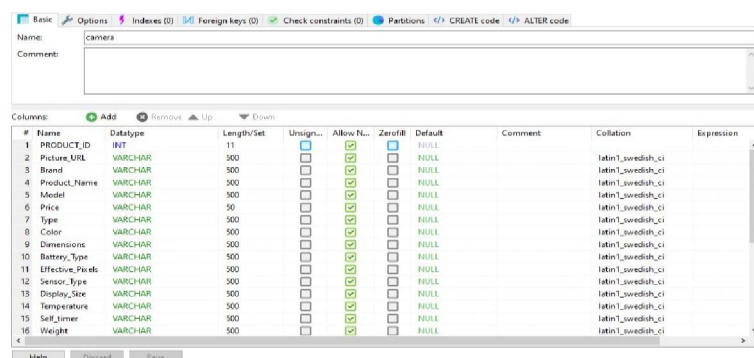 Basic Options Indexes (0) Foreign keys (0) Check constraints (0) Partitions </> CREATE code </> ALTER code
Name: camera
Comment:
Columns: Add Remove Up Down
# Name Datatype Length/Set Unsign... Allow N... Zerofill Default Comment Collation Expression
1 PRODUCT_ID INT 11 NULL
2 Picture_URL VARCHAR 500 NULL latin1_swedish_ci
3 Brand VARCHAR 500 NULL latin1_swedish_ci
4 Product_Name VARCHAR 500 NULL latin1_swedish_ci
5 Model VARCHAR 500 NULL latin1_swedish_ci
6 Price VARCHAR 50 NULL latin1_swedish_ci
7 Type VARCHAR 500 NULL latin1_swedish_ci
8 Color VARCHAR 500 NULL latin1_swedish_ci
9 Dimensions VARCHAR 500 NULL latin1_swedish_ci
10 Battery_Type VARCHAR 500 NULL latin1_swedish_ci
11 Effective_Pixels VARCHAR 500 NULL latin1_swedish_ci
12 Sensor_Type VARCHAR 500 NULL latin1_swedish_ci
13 Display_Size VARCHAR 500 NULL latin1_swedish_ci
14 Temperature VARCHAR 500 NULL latin1_swedish_ci
15 Self_timer VARCHAR 500 NULL latin1_swedish_ci
16 Weight VARCHAR 500 NULL latin1_swedish_ci
Help Discard Save